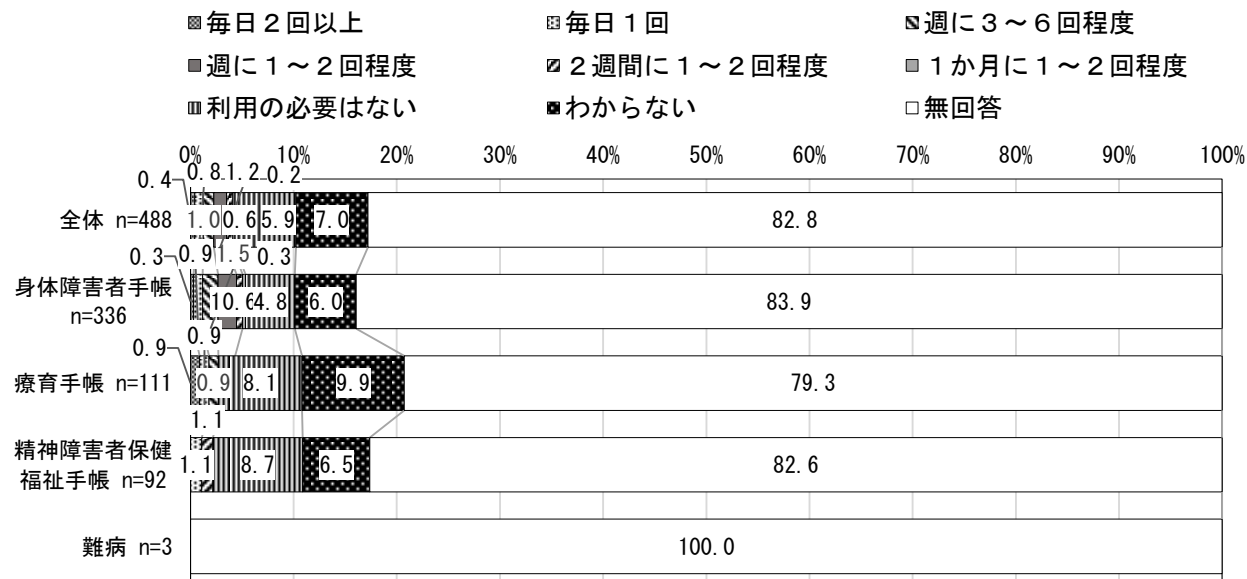 毎日２回以上 毎日１回 週に３～６回程度
週に１～２回程度 ２週間に１～２回程度 １か月に１～２回程度
利用の必要はない わからない 無回答
0% 10% 20% 30% 40% 50% 60% 70% 80% 90% 100%
0.4 0.8 1.2 0.2
全体 n=488 1.0 0.6 5.9 7.0 82.8
0.3 0.9 1.5 0.3
身体障害者手帳 4.8 6.0 83.9
n=336
0.9 0.9
療育手帳 n=111 0.9 8.1 9.9 79.3
1.1
精神障害者保健
福祉手帳 n=92 1.1 8.7 6.5 82.6
難病 n=3 100.0